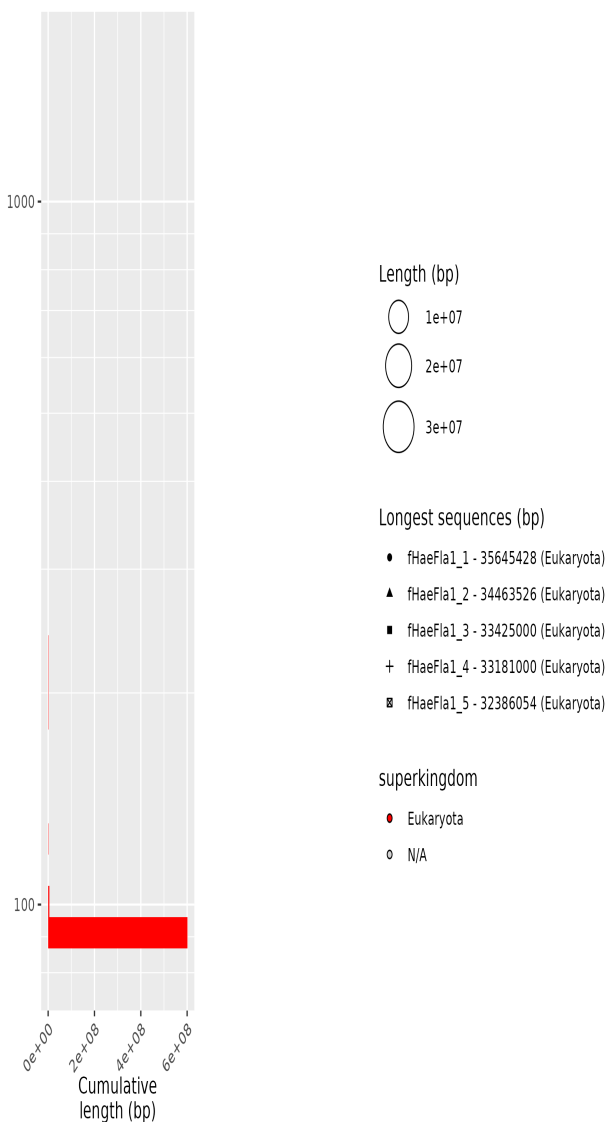 1000
100
0e+00
2e+08
4e+08
6e+08
Cumulative
length (bp)
Length (bp)
1e+07
2e+07
3e+07
Longest sequences (bp)
fHaeFla1_1 - 35645428 (Eukaryota)
fHaeFla1_2 - 34463526 (Eukaryota)
fHaeFla1_3 - 33425000 (Eukaryota)
fHaeFla1_4 - 33181000 (Eukaryota)
fHaeFla1_5 - 32386054 (Eukaryota)
superkingdom
Eukaryota
N/A